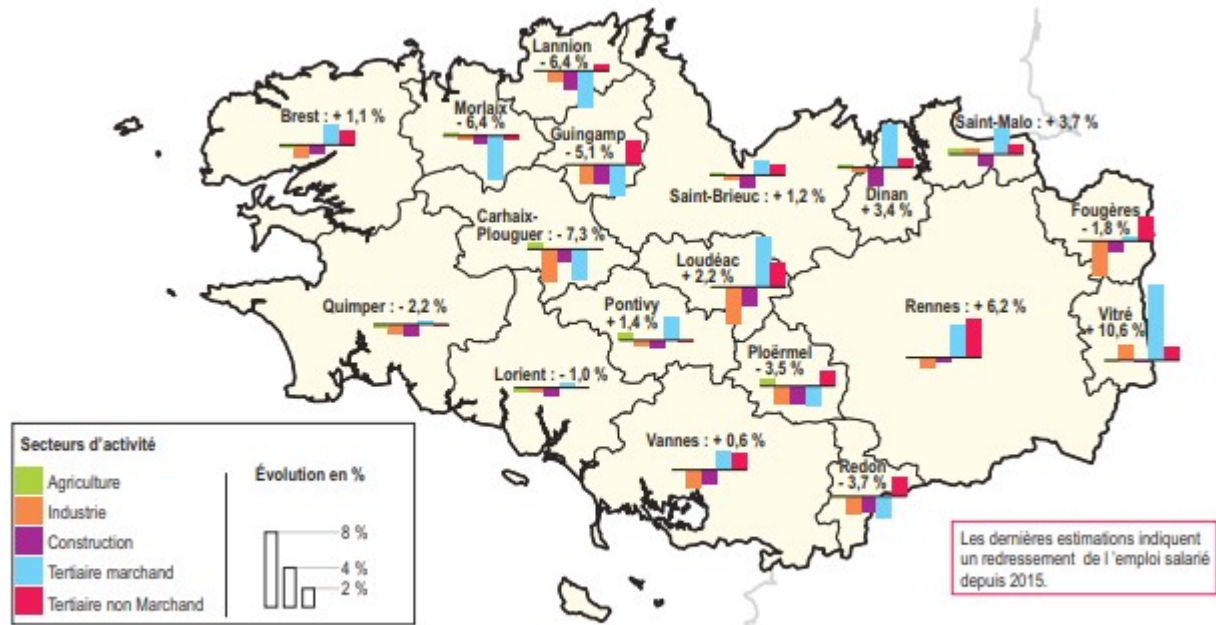 Lannion
- 6,4 %
Brest : + 1,1 %
Morlaix
- 6,4 %
Guingamp
- 5,1 %
Saint-Malo : + 3,7 %
Saint-Brieuc : + 1,2 %
Dinan
+ 3,4 %
Fougères
- 1,8 %
Carhaix-
Plouguer : - 7,3 %
Loudéac
+ 2,2 %
Quimper : - 2,2 %
Pontivy
+ 1,4 %
Rennes : + 6,2 %
Vitré
+ 10,6 %
Ploërmel
- 3,5 %
Lorient : - 1,0 %
Vannes : + 0,6 %
Redon
- 3,7 %
Secteurs d'activité
Agriculture
Industrie
Construction
Tertiaire marchand
Tertiaire non Marchand
Évolution en %
8 %
4 %
2 %
Les dernières estimations indiquent
un redressement de l 'emploi salarié
depuis 2015.